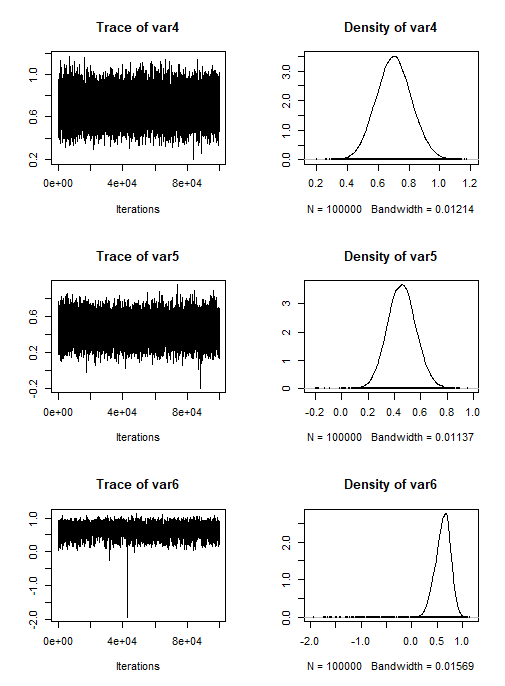 Trace of var4
Density of var4
1.0
0.6
0.2
0e+00 4e+04 8e+04
Iterations
3.0
2.0
1.0
0.0
0.2 0.4 0.6 0.8 1.0 1.2
N = 100000 Bandwidth = 0.01214
Trace of var5
Density of var5
0.6
0.2
-0.2
0e+00 4e+04 8e+04
Iterations
3
2
1
0
-0.2 0.0 0.2 0.4 0.6 0.8 1.0
N = 100000 Bandwidth = 0.01137
Trace of var6
Density of var6
1.0
0.0
-1.0
-2.0
0e+00 4e+04 8e+04
Iterations
2.0
1.0
0.0
-2.0 -1.0 0.0 0.5 1.0
N = 100000 Bandwidth = 0.01569